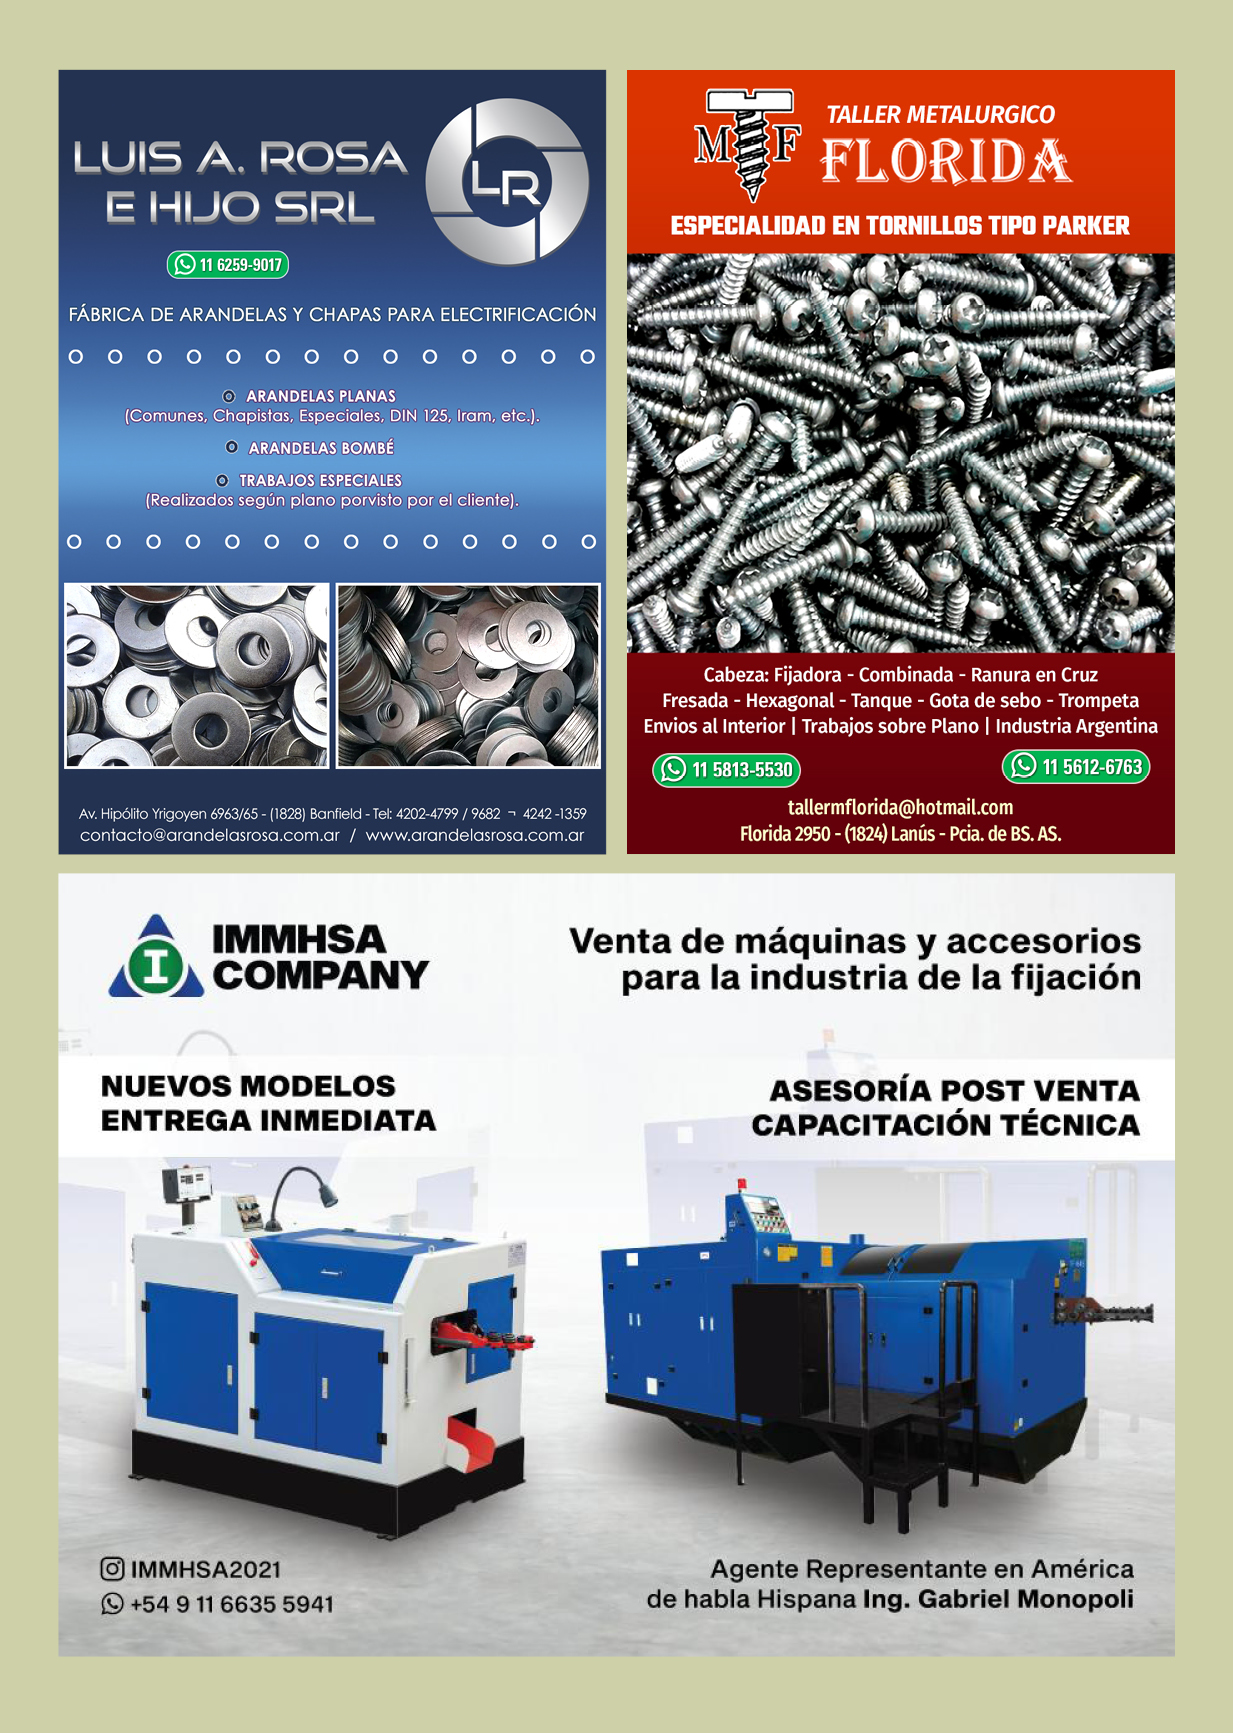 LUIS A. ROSA
E HIJO SRL
LR
11 6259-9017
FÁBRICA DE ARANDELAS Y CHAPAS PARA ELECTRIFICACIÓN
ARANDELAS PLANAS
(Comunes, Chapistas, Especiales, DIN 125, Iram, etc.).
ARANDELAS BOMBÉ
TRABAJOS ESPECIALES
(Realizados según plano porvisto por el cliente).
Av. Hipólito Yrigoyen 6963/65 - (1828) Banfield - Tel: 4202-4799 / 9682 ¬ 4242 -1359
contacto@arandelasrosa.com.ar / www.arandelasrosa.com.ar
M F
TALLER METALURGICO
FLORIDA
ESPECIALIDAD EN TORNILLOS TIPO PARKER
Cabeza: Fijadora - Combinada - Ranura en Cruz
Fresada - Hexagonal - Tanque - Gota de sebo - Trompeta
Envios al Interior | Trabajos sobre Plano | Industria Argentina
11 5813-5530
11 5612-6763
tallermflorida@hotmail.com
Florida 2950 - (1824) Lanús - Pcia. de BS. AS.
I
IMMHSA
COMPANY
Venta de máquinas y accesorios
para la industria de la fijación
NUEVOS MODELOS
ENTREGA INMEDIATA
ASESORÍA POST VENTA
CAPACITACIÓN TÉCNICA
IMMHSA2021
+54 9 11 6635 5941
Agente Representante en América
de habla Hispana Ing. Gabriel Monopoli